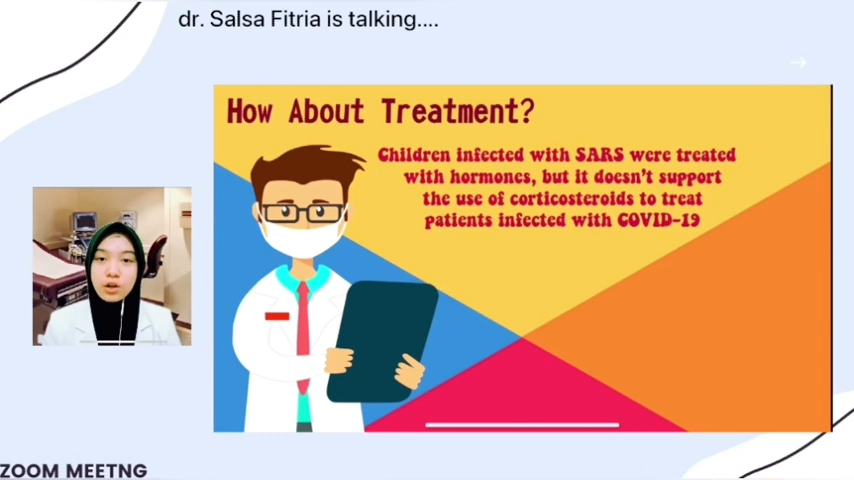 dr. Salsa Fitria is talking....
How About Treatment?
Children infected with SARS were treated
with hormones, but it doesn't support
the use of corticosteroids to treat
patients infected with COVID-19
ZOOM MEETNG